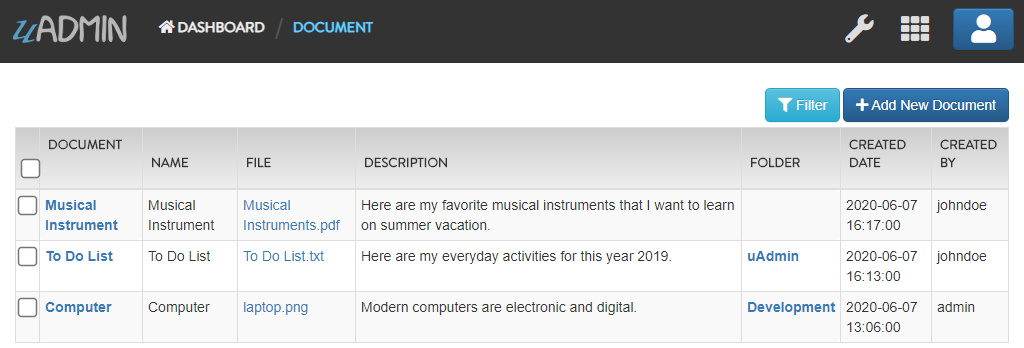 uADMIN
DASHBOARD / DOCUMENT
Filter
Add New Document
DOCUMENT
NAME
FILE
DESCRIPTION
FOLDER
CREATED
DATE
CREATED
BY
Musical
Instrument
Musical
Instrument
Musical
Instruments.pdf
Here are my favorite musical instruments that I want to learn
on summer vacation.
2020-06-07
16:17:00
johndoe
To Do List
To Do List
To Do List.txt
Here are my everyday activities for this year 2019.
uAdmin
2020-06-07
16:13:00
johndoe
Computer
Computer
laptop.png
Modern computers are electronic and digital.
Development
2020-06-07
13:06:00
admin